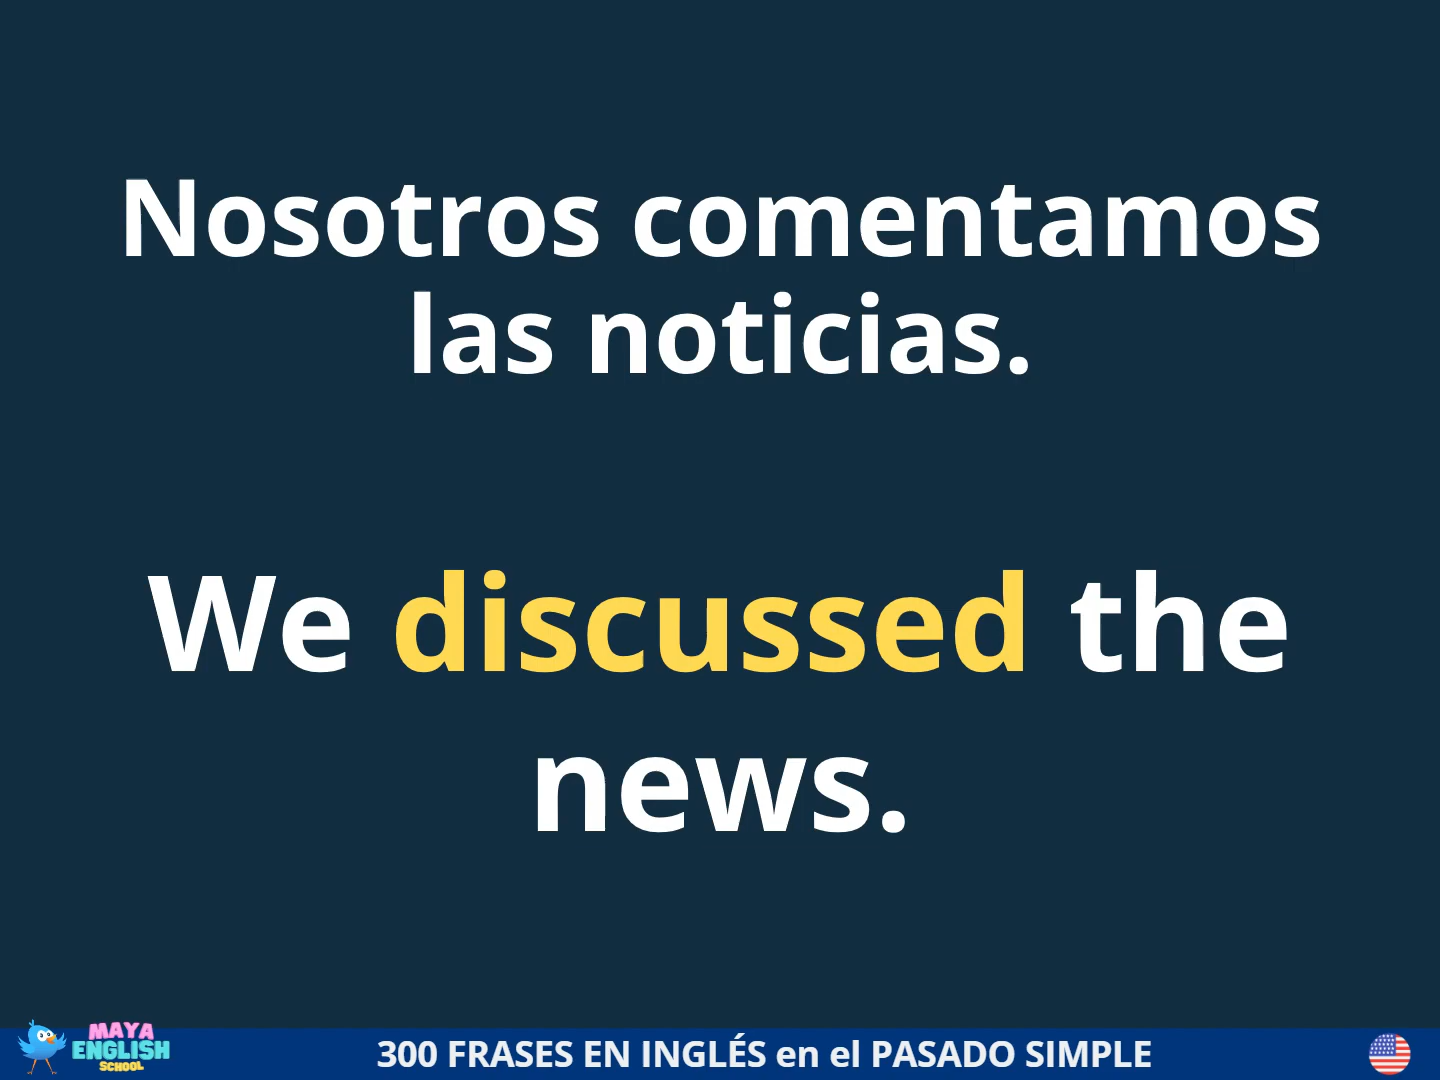 Nosotros comentamos
las noticias.
We discussed the
news.
MAYA
ENGLISH
SCHOOL
300 FRASES EN INGLÉS en el PASADO SIMPLE